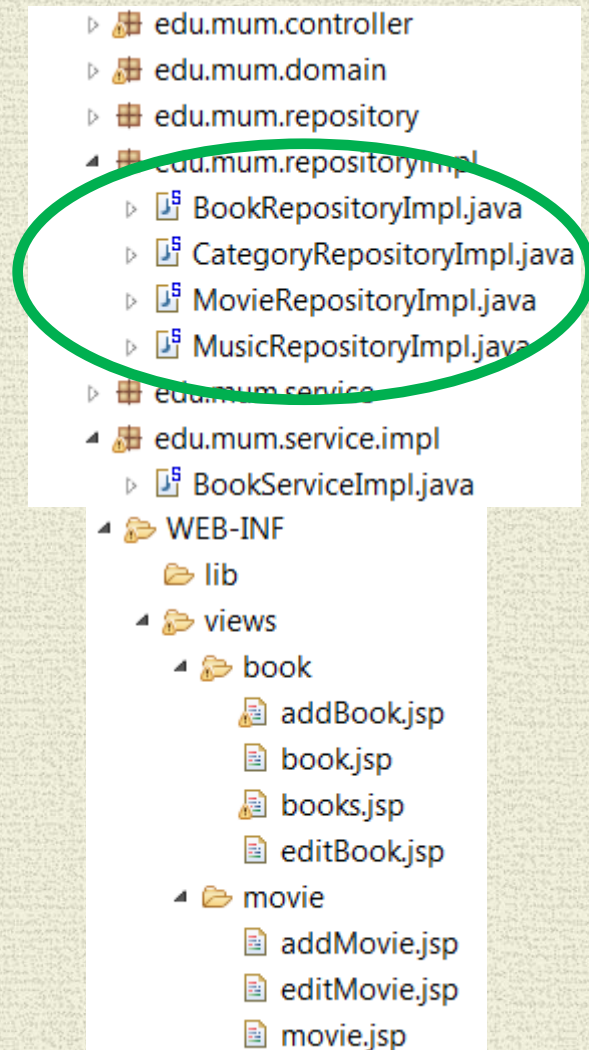 edu.mum.controller
edu.mum.domain
edu.mum.repository
edu.mum.repositoryImpl
BookRepositoryImpl.java
CategoryRepositoryImpl.java
MovieRepositoryImpl.java
MusicRepositoryImpl.java
edu.mum.service
edu.mum.service.impl
BookServiceImpl.java
WEB-INF
lib
views
book
addBook.jsp
book.jsp
books.jsp
editBook.jsp
movie
addMovie.jsp
editMovie.jsp
movie.jsp